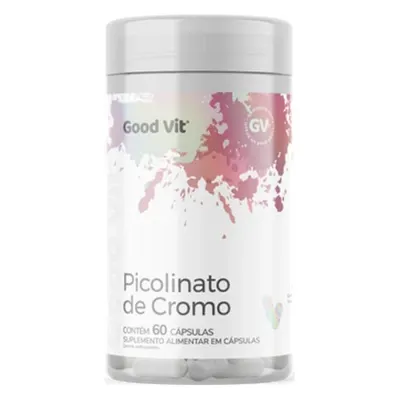 Good Vit®
GV
Picolinato
de Cromo
CONTÉM 60 CÁPSULAS
SUPLEMENTO ALIMENTAR EM CÁPSULAS